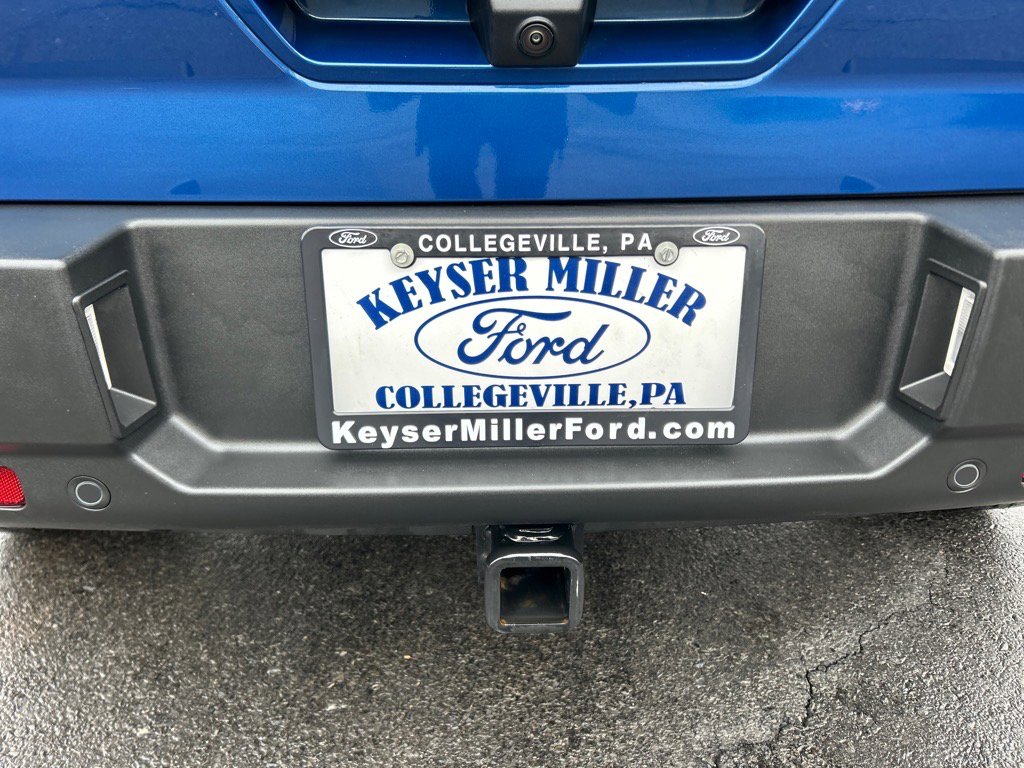 Ford COLLEGEVILLE, PA Ford
KEYSER MILLER
Ford
COLLEGEVILLE,PA
KeyserMillerFord.com